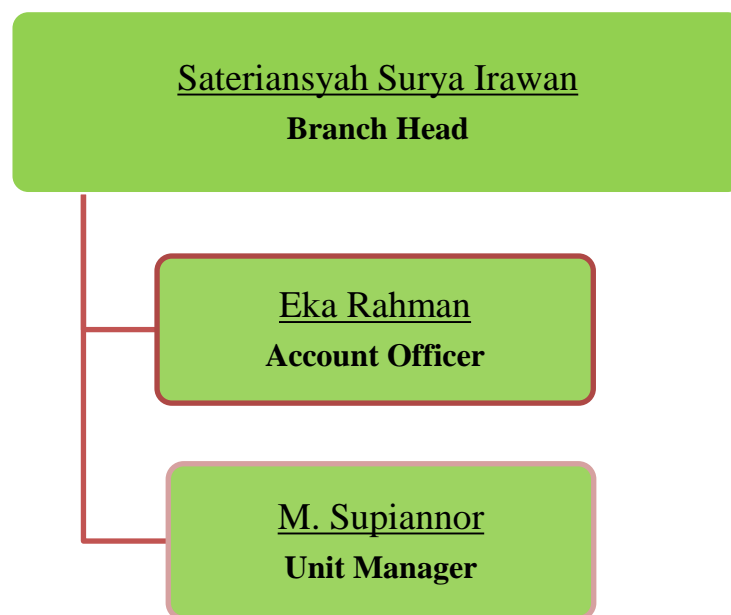 Sateriansyah Surya Irawan
Branch Head
Eka Rahman
Account Officer
M. Supiannor
Unit Manager